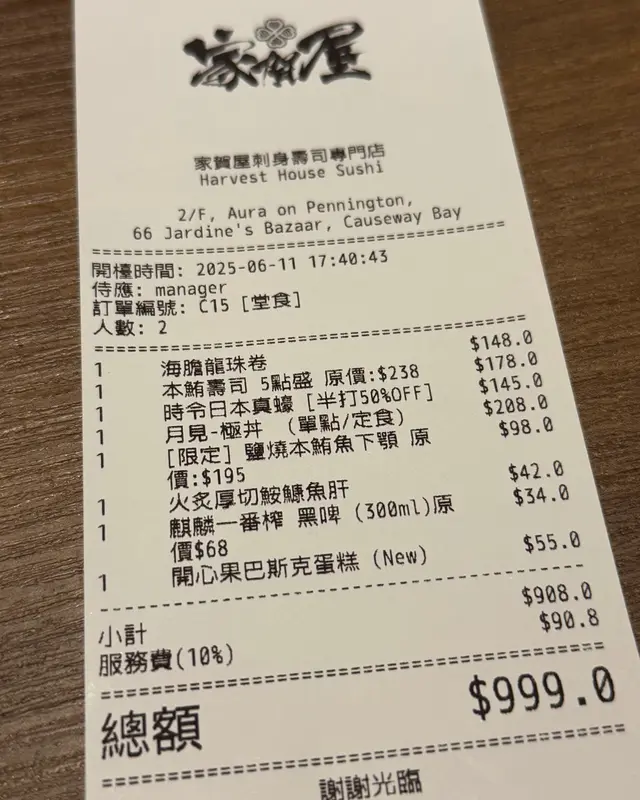 家賀屋
家賀屋刺身壽司專門店
Harvest House Sushi
2/F, Aura on Pennington,
66 Jardine's Bazaar, Causeway Bay
開檯時間: 2025-06-11 17:40:43
侍應: manager
訂單編號: C15 [堂食]
人數: 2
1 海膽龍珠卷 $148.0
1 本鮪壽司 5點盛 原價:$238 $178.0
1 時令日本真蠔 [半打50%OFF] $145.0
1 月見-極丼 (單點/定食) $208.0
1 [限定] 鹽燒本鮪魚下顎 原 $98.0
價:$195
1 火炙厚切鮟鱇魚肝 $42.0
1 麒麟一番榨 黑啤 (300ml)原 $34.0
價$68
1 開心果巴斯克蛋糕 (New) $55.0
小計 $908.0
服務費(10%) $90.8
總額 $999.0
謝謝光臨